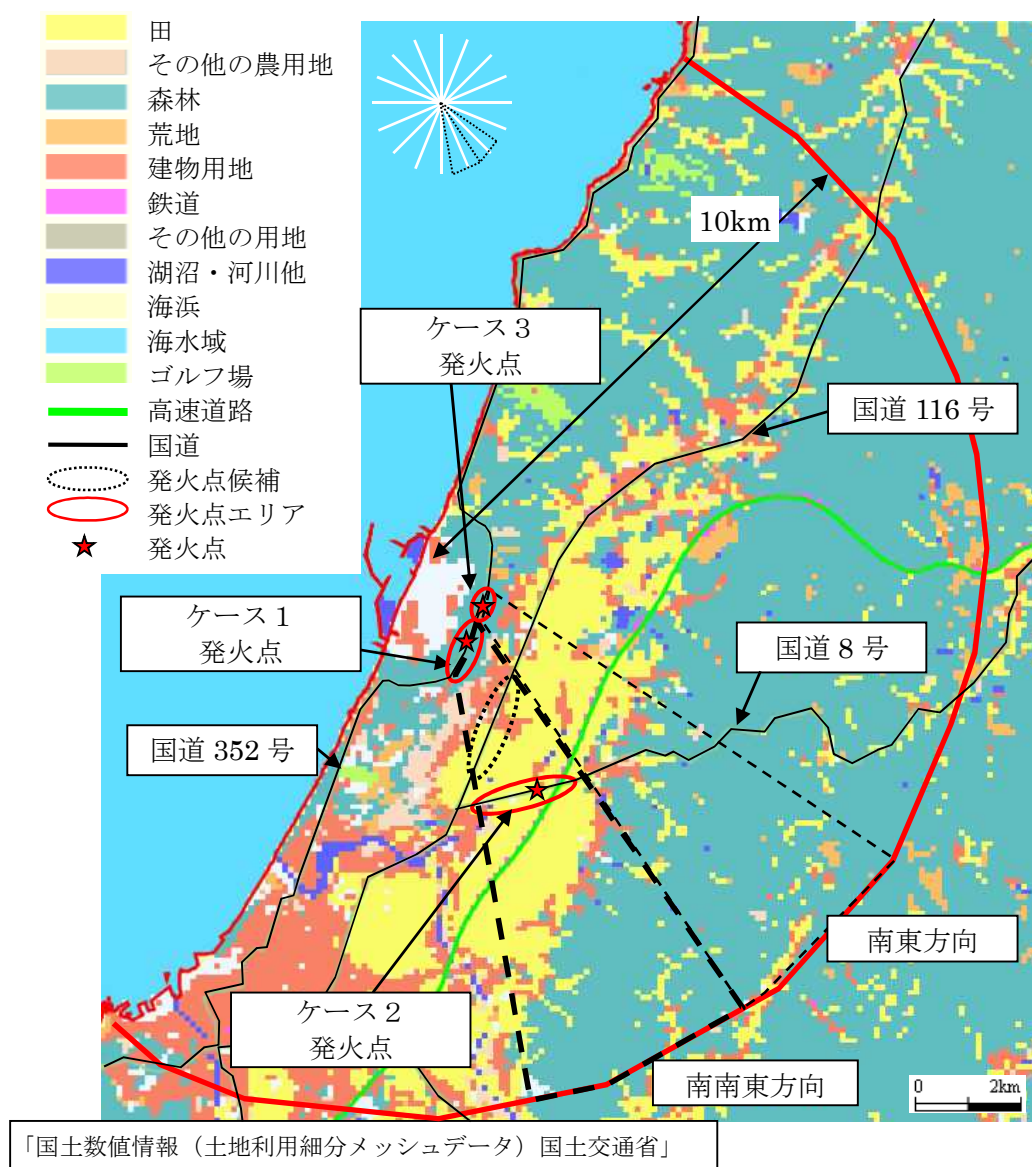 田
その他の農用地
森林
荒地
建物用地
鉄道
その他の用地
湖沼・河川他
海浜
海水域
ゴルフ場
高速道路
国道
発火点候補
発火点エリア
発火点
10km
ケース3
発火点
国道 116 号
ケース1
発火点
国道 8 号
国道 352 号
南東方向
ケース2
発火点
南南東方向
0 2km
「国土数値情報（土地利用細分メッシュデータ）国土交通省」